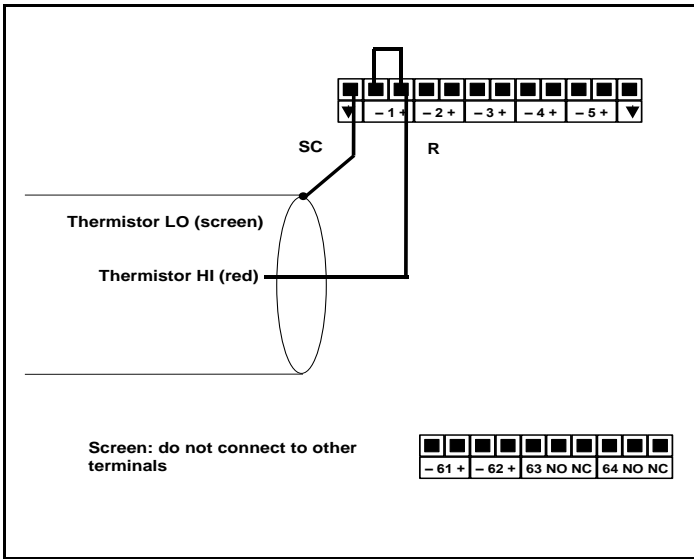 – 1 + – 2 + – 3 + – 4 + – 5 +
SC R
Thermistor LO (screen)
Thermistor HI (red)
Screen: do not connect to other
terminals
– 61 + – 62 + 63 NO NC 64 NO NC